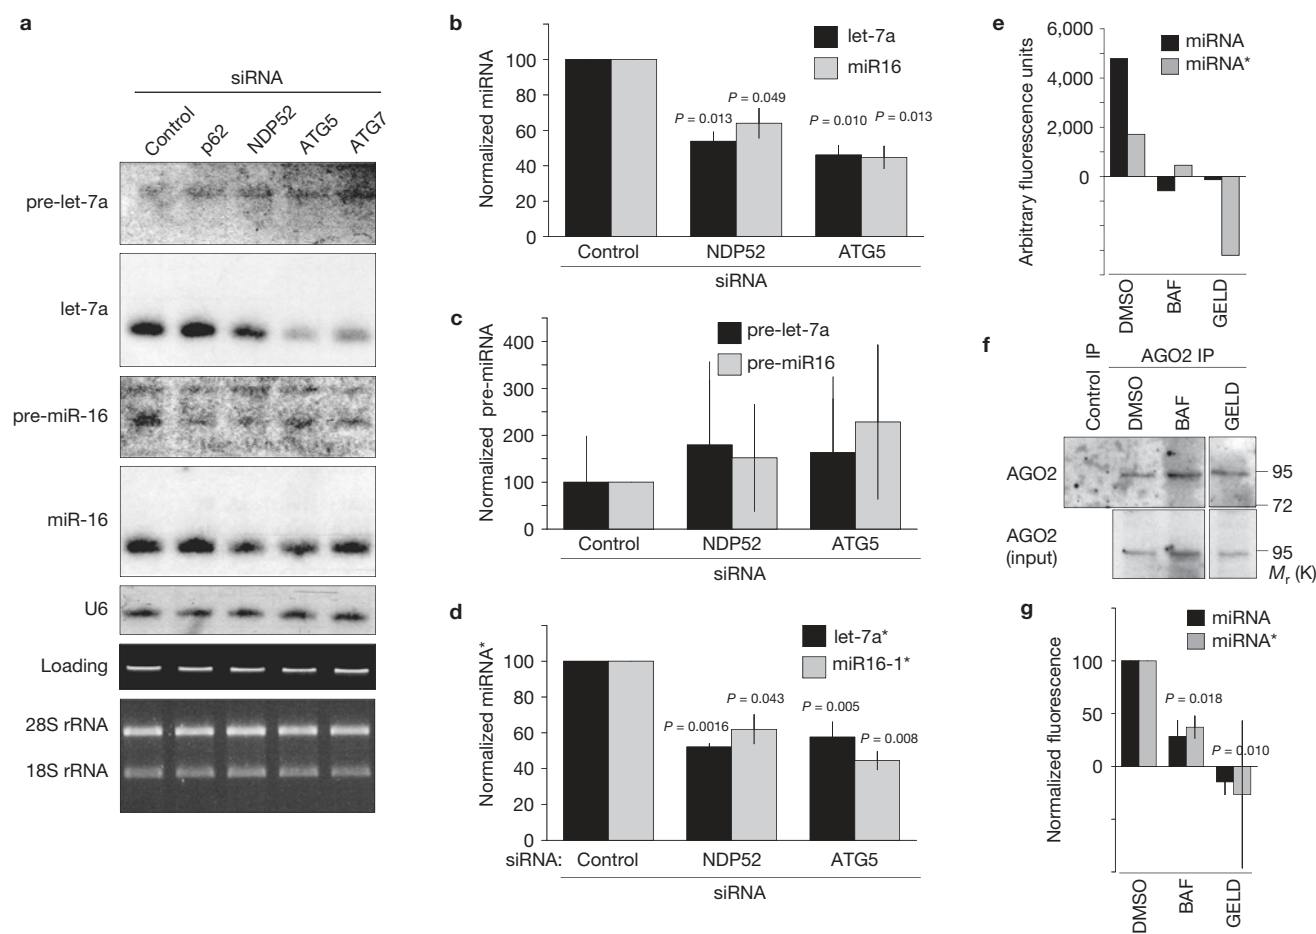 a
siRNA
Control
p62
NDP52
ATG5
ATG7
pre-let-7a
let-7a
pre-miR-16
miR-16
U6
Loading
28S rRNA
18S rRNA
b
Normalized miRNA
100
80
60
40
20
0
let-7a
miR16
P = 0.013
P = 0.049
P = 0.010
P = 0.013
Control
NDP52
ATG5
siRNA
c
Normalized pre-miRNA
400
350
300
250
200
150
100
50
0
pre-let-7a
pre-miR16
Control
NDP52
ATG5
siRNA
d
Normalized miRNA*
100
80
60
40
20
0
let-7a*
miR16-1*
P = 0.0016
P = 0.043
P = 0.005
P = 0.008
siRNA:
Control
NDP52
ATG5
siRNA
e
Arbitrary fluorescence units
6,000
4,000
2,000
0
miRNA
miRNA*
DMSO
BAF
GELD
f
Control IP
AGO2 IP
DMSO
BAF
GELD
AGO2
95
72
AGO2
(input)
95
Mr (K)
g
Normalized fluorescence
100
50
0
miRNA
miRNA*
P = 0.018
P = 0.010
DMSO
BAF
GELD